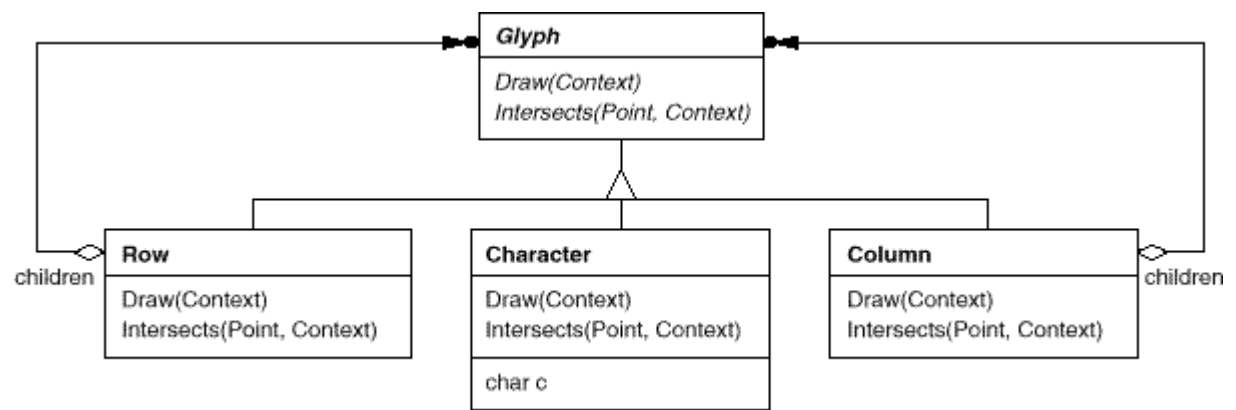 Glyph
Draw(Context)
Intersects(Point, Context)
children
Row
Draw(Context)
Intersects(Point, Context)
Character
Draw(Context)
Intersects(Point, Context)
char c
Column
Draw(Context)
Intersects(Point, Context)
children